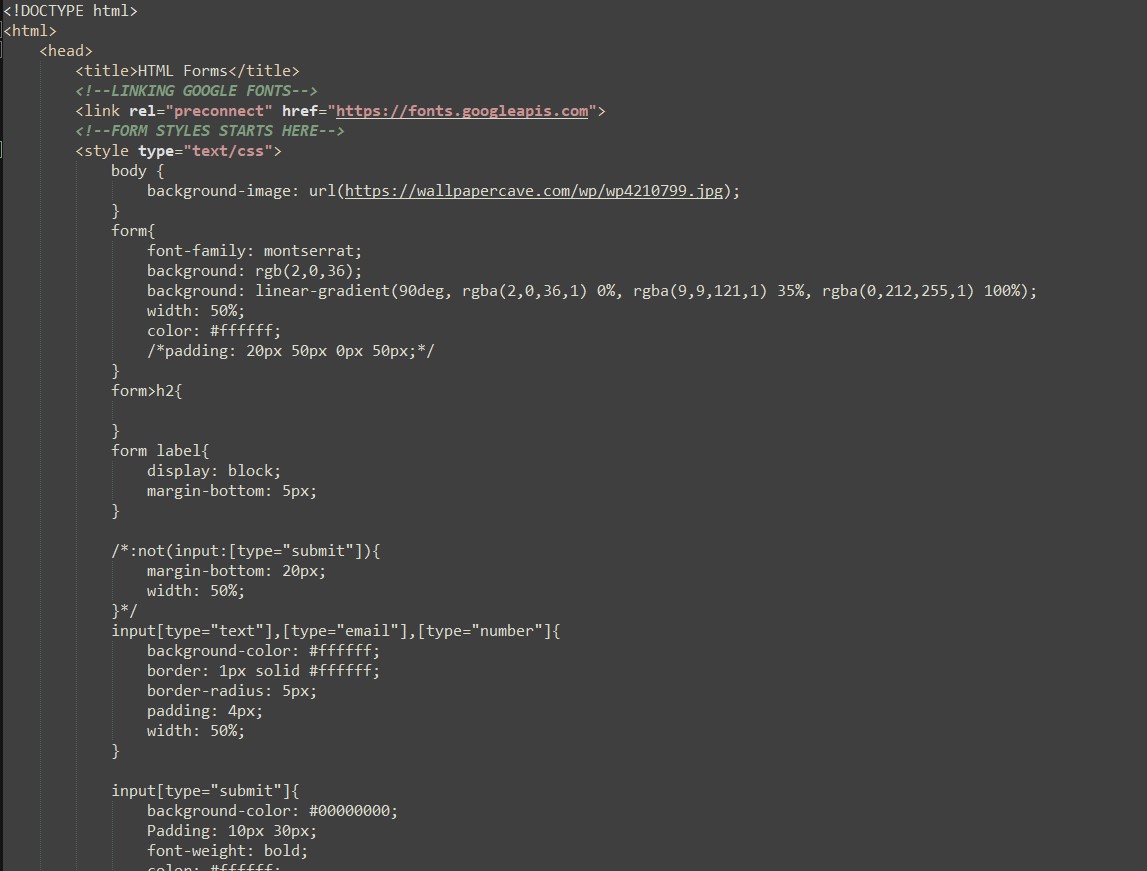 <!DOCTYPE html>
<html>
<head>
<title>HTML Forms</title>
<!--LINKING GOOGLE FONTS-->
<link rel="preconnect" href="https://fonts.googleapis.com">
<!--FORM STYLES STARTS HERE-->
<style type="text/css">
body {
background-image: url(https://wallpapercave.com/wp/wp4210799.jpg);
}
form{
font-family: montserrat;
background: rgb(2,0,36);
background: linear-gradient(90deg, rgba(2,0,36,1) 0%, rgba(9,9,121,1) 35%, rgba(0,212,255,1) 100%);
width: 50%;
color: #ffffff;
/*padding: 20px 50px 0px 50px;*/
}
form>h2{
}
form label{
display: block;
margin-bottom: 5px;
}
/*:not(input:[type="submit"]){
margin-bottom: 20px;
width: 50%;
}*/
input[type="text"],[type="email"],[type="number"]{
background-color: #ffffff;
border: 1px solid #ffffff;
border-radius: 5px;
padding: 4px;
width: 50%;
}
input[type="submit"]{
background-color: #00000000;
Padding: 10px 30px;
font-weight: bold;
color: #ffffff;